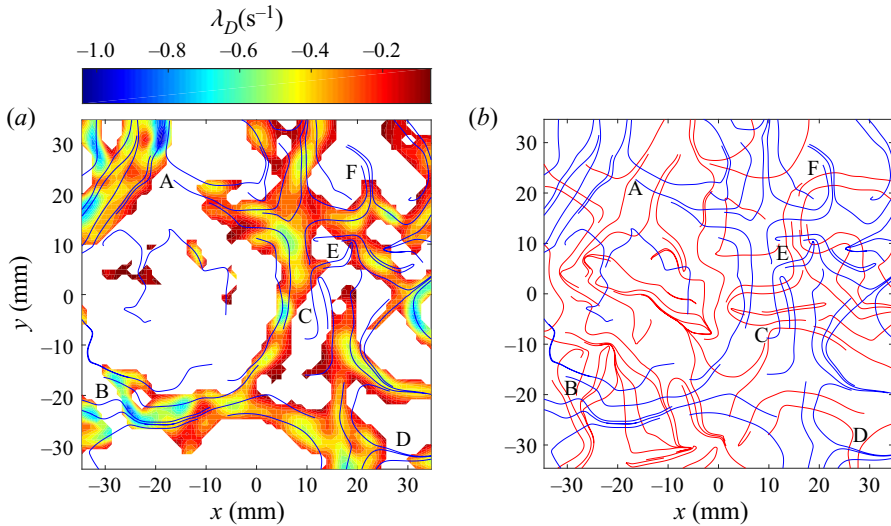 λ_D(s⁻¹)
–1.0 –0.8 –0.6 –0.4 –0.2
(a) (b)
30 30
20 20
10 10
0 0
–10 –10
–20 –20
–30 –30
y (mm)
A F E C B D
A F E C B D
–30 –20 –10 0 10 20 30
–30 –20 –10 0 10 20 30
x (mm) x (mm)